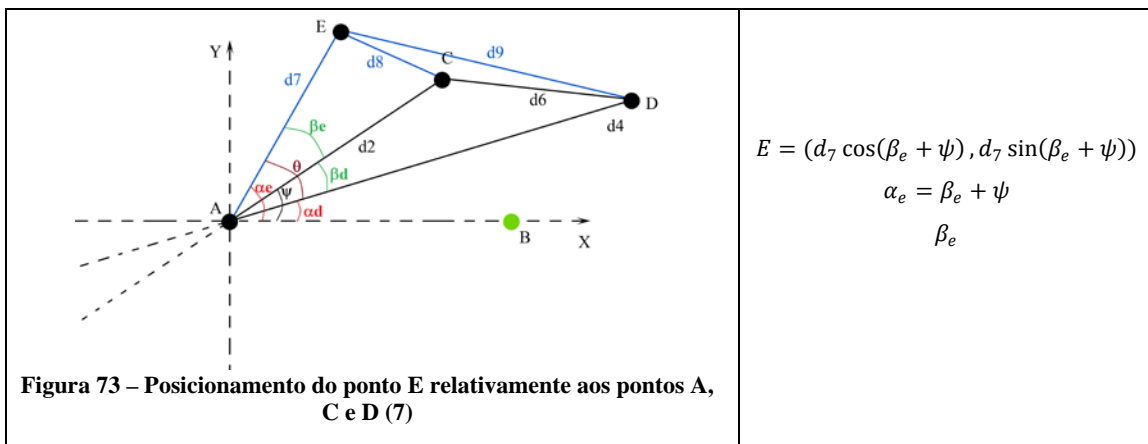 E
Y
d9
C
d8
d7
d6
D
d4
βe
d2
θ
βd
αe
ψ
A
αd
B
X
Figura 73 – Posicionamento do ponto E relativamente aos pontos A,
C e D (7)
E = (d₇ cos(βₑ + ψ) , d₇ sin(βₑ + ψ))
αₑ = βₑ + ψ
βₑ